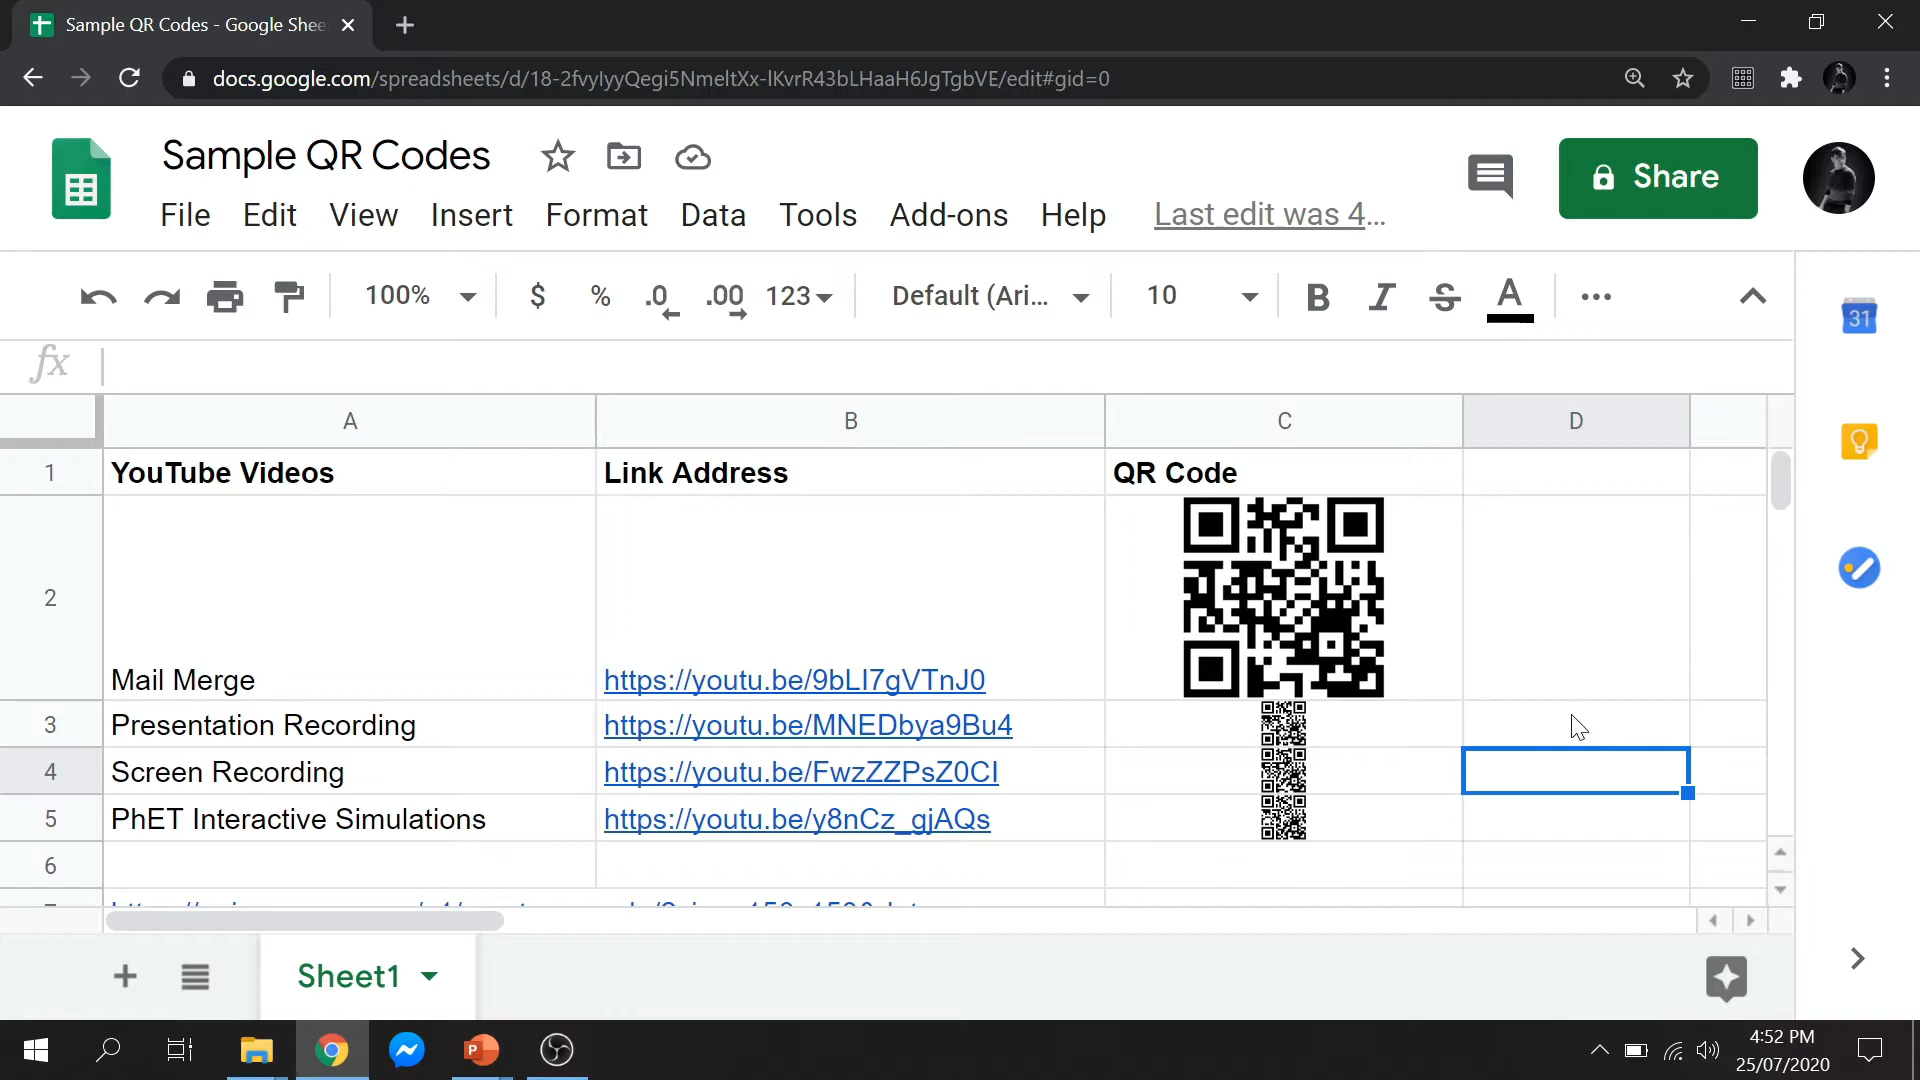 Sample QR Codes - Google Shee
docs.google.com/spreadsheets/d/18-2fvyIyyQegi5NmeltXx-lKvrR43bLHaaH6JgTgbVE/edit#gid=0
Sample QR Codes
Share
File Edit View Insert Format Data Tools Add-ons Help Last edit was 4...
100% $ % .0 .00 123 Default (Ari... 10 B I S A
31
fx
A B C D
1 YouTube Videos Link Address QR Code
2 Mail Merge https://youtu.be/9bLI7gVTnJ0
3 Presentation Recording https://youtu.be/MNEDbya9Bu4
4 Screen Recording https://youtu.be/FwzZZPsZ0CI
5 PhET Interactive Simulations https://youtu.be/y8nCz_gjAQs
6
Sheet1
4:52 PM
25/07/2020